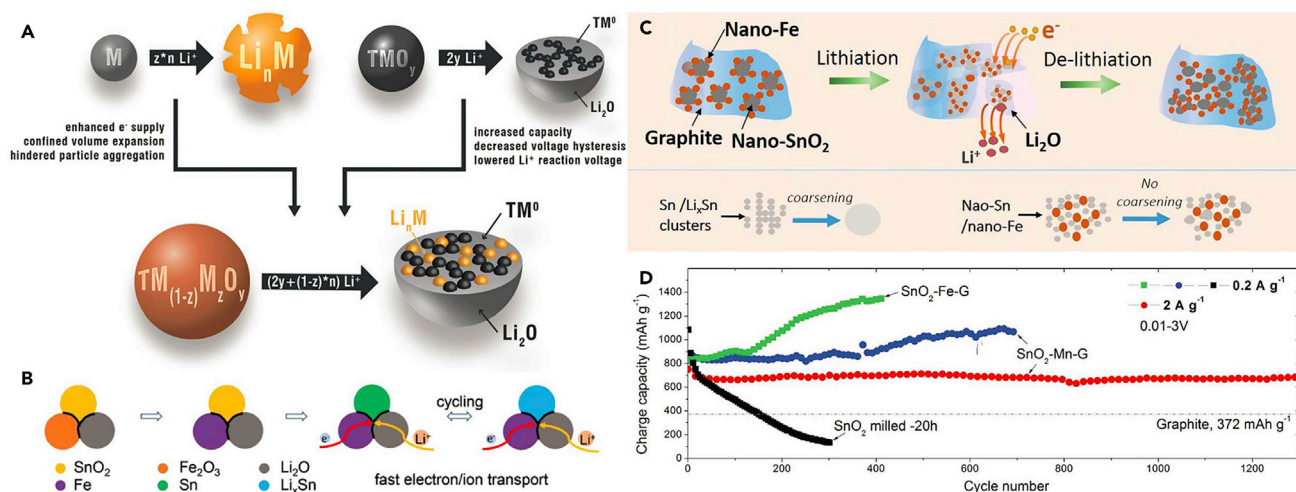 A
M
z*n Li⁺
LiₙM
TMOᵧ
2y Li⁺
TM⁰
Li₂O
enhanced e⁻ supply
confined volume expansion
hindered particle aggregation
increased capacity
decreased voltage hysteresis
lowered Li⁺ reaction voltage
TM₍₁₋z₎MzOᵧ
(2y+(1-z)*n) Li⁺
LiₙM
TM⁰
Li₂O
B
cycling
e⁻
Li⁺
e⁻
Li⁺
SnO₂
Fe₂O₃
Li₂O
Fe
Sn
LiₓSn
fast electron/ion transport
C
Nano-Fe
Graphite
Nano-SnO₂
Lithiation
e⁻
Li₂O
Li⁺
De-lithiation
Sn /LiₓSn
clusters
coarsening
Nao-Sn
/nano-Fe
No
coarsening
D
Charge capacity (mAh g⁻¹)
1600
1400
1200
1000
800
600
400
200
0
SnO₂-Fe-G
0.2 A g⁻¹
2 A g⁻¹
0.01-3V
SnO₂-Mn-G
SnO₂ milled -20h
Graphite, 372 mAh g⁻¹
0
200
400
600
800
1000
1200
Cycle number